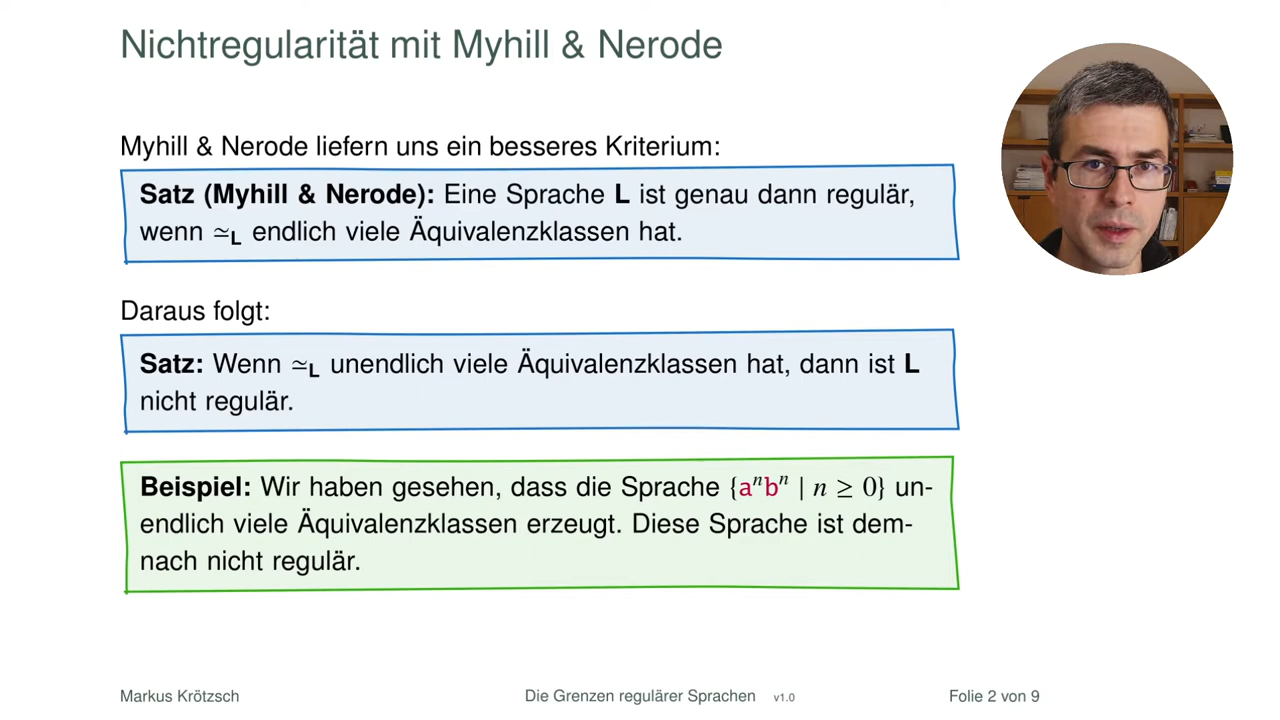 Nichtregularität mit Myhill & Nerode
Myhill & Nerode liefern uns ein besseres Kriterium:
Satz (Myhill & Nerode): Eine Sprache L ist genau dann regulär,
wenn ≃L endlich viele Äquivalenzklassen hat.
Daraus folgt:
Satz: Wenn ≃L unendlich viele Äquivalenzklassen hat, dann ist L
nicht regulär.
Beispiel: Wir haben gesehen, dass die Sprache {aⁿbⁿ | n ≥ 0} un-
endlich viele Äquivalenzklassen erzeugt. Diese Sprache ist dem-
nach nicht regulär.
Markus Krötzsch Die Grenzen regulärer Sprachen v1.0 Folie 2 von 9